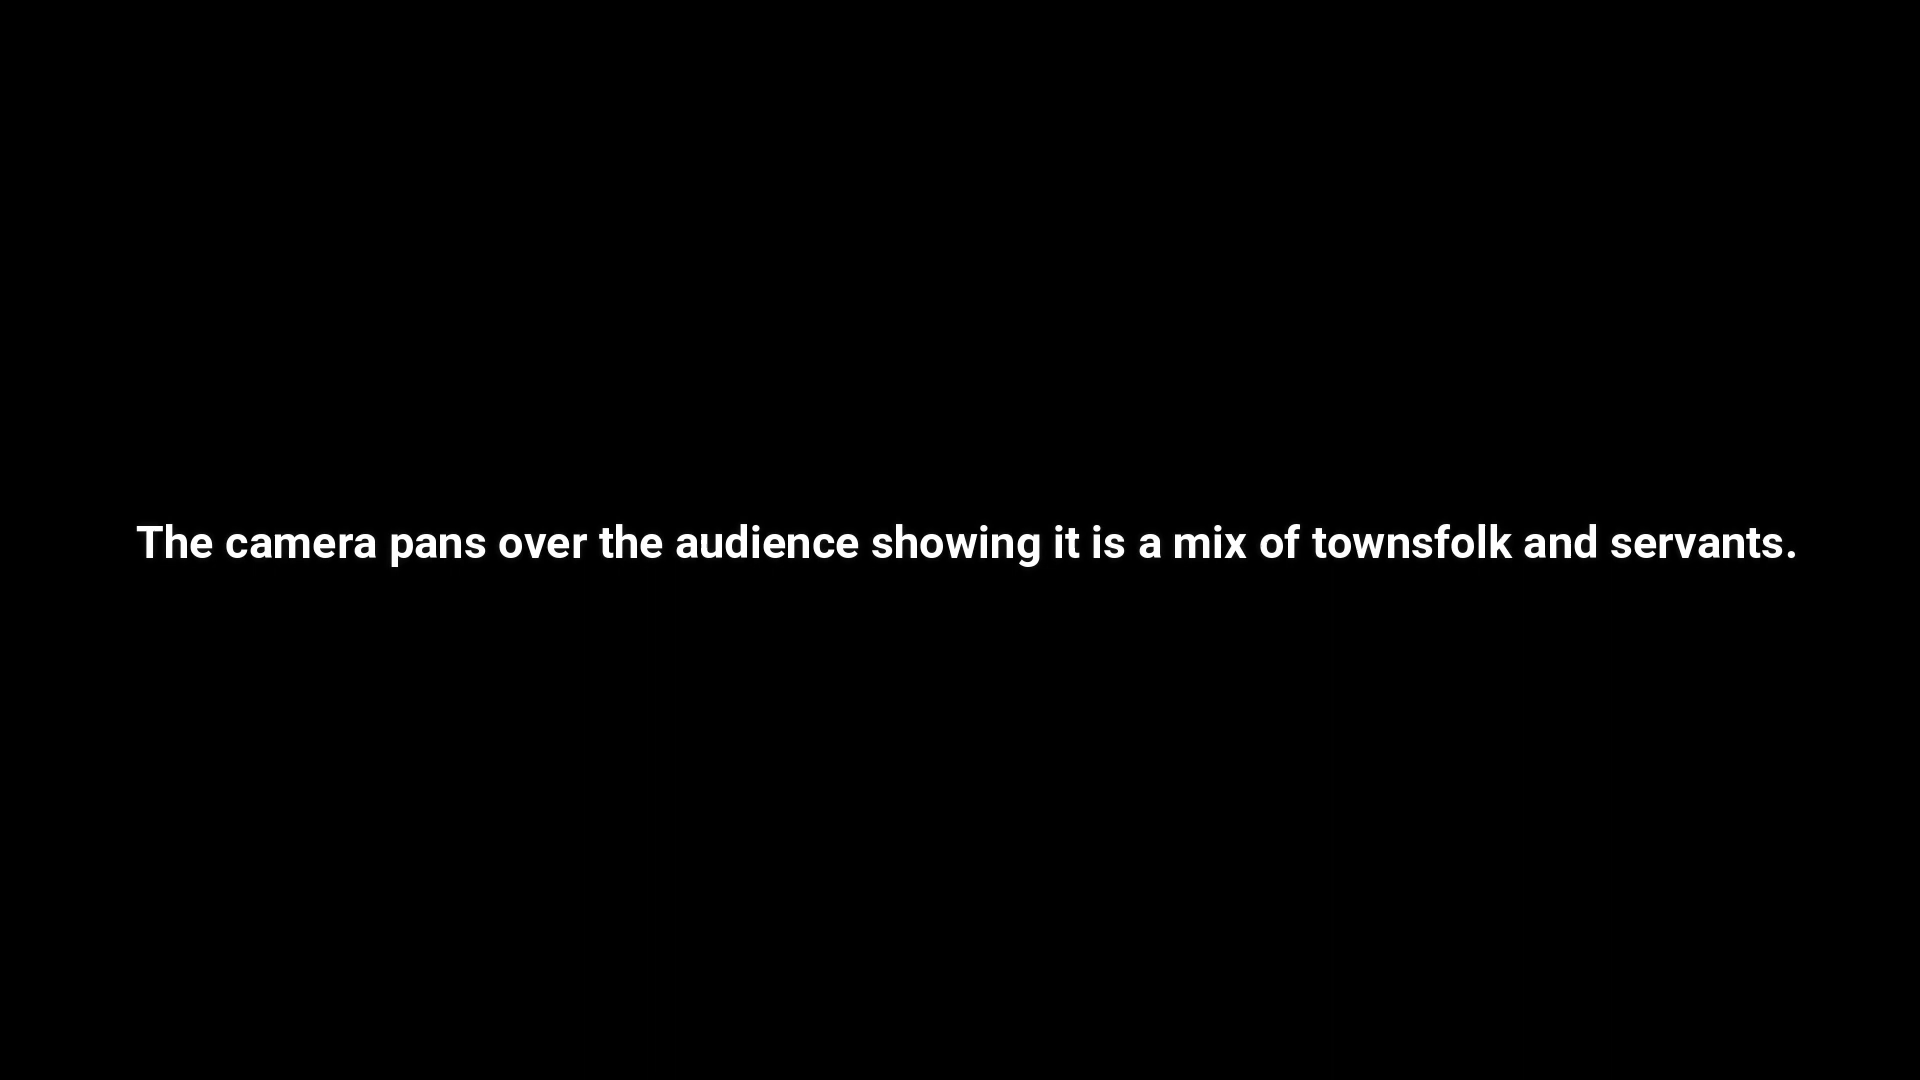 The camera pans over the audience showing it is a mix of townsfolk and servants.